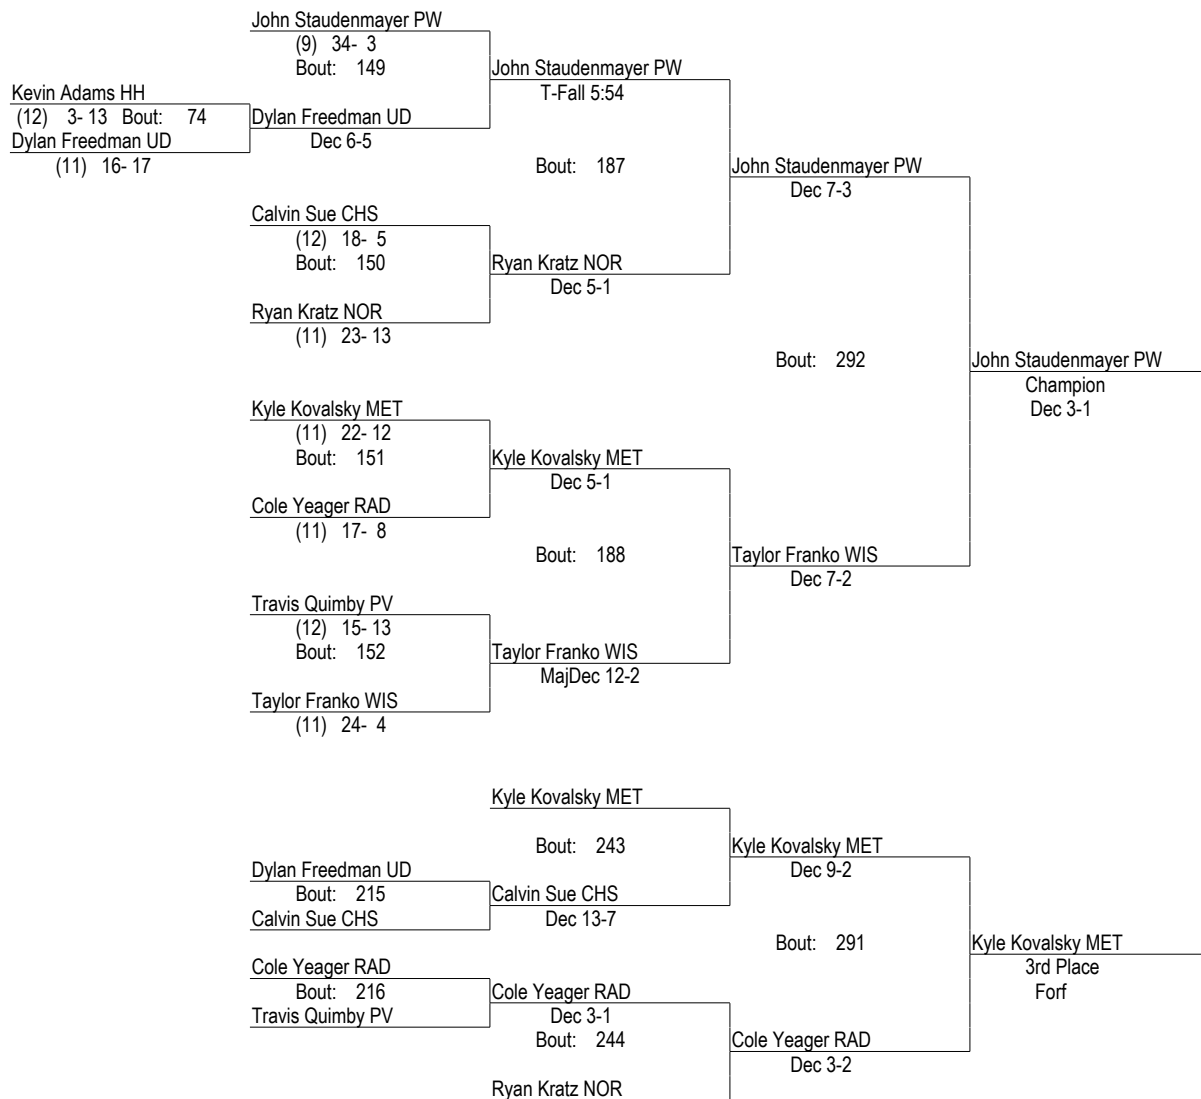 John Staudenmayer PW
(9) 34- 3
Bout: 149
John Staudenmayer PW
T-Fall 5:54
Kevin Adams HH
(12) 3- 13 Bout: 74
Dylan Freedman UD
Dec 6-5
Dylan Freedman UD
(11) 16- 17
Bout: 187
John Staudenmayer PW
Dec 7-3
Calvin Sue CHS
(12) 18- 5
Bout: 150
Ryan Kratz NOR
Dec 5-1
Ryan Kratz NOR
(11) 23- 13
Bout: 292
John Staudenmayer PW
Champion
Dec 3-1
Kyle Kovalsky MET
(11) 22- 12
Bout: 151
Kyle Kovalsky MET
Dec 5-1
Cole Yeager RAD
(11) 17- 8
Bout: 188
Taylor Franko WIS
Dec 7-2
Travis Quimby PV
(12) 15- 13
Bout: 152
Taylor Franko WIS
MajDec 12-2
Taylor Franko WIS
(11) 24- 4
Kyle Kovalsky MET
Bout: 243
Kyle Kovalsky MET
Dec 9-2
Dylan Freedman UD
Bout: 215
Calvin Sue CHS
Dec 13-7
Calvin Sue CHS
Bout: 291
Kyle Kovalsky MET
3rd Place
Forf
Cole Yeager RAD
Bout: 216
Cole Yeager RAD
Dec 3-1
Travis Quimby PV
Bout: 244
Cole Yeager RAD
Dec 3-2
Ryan Kratz NOR